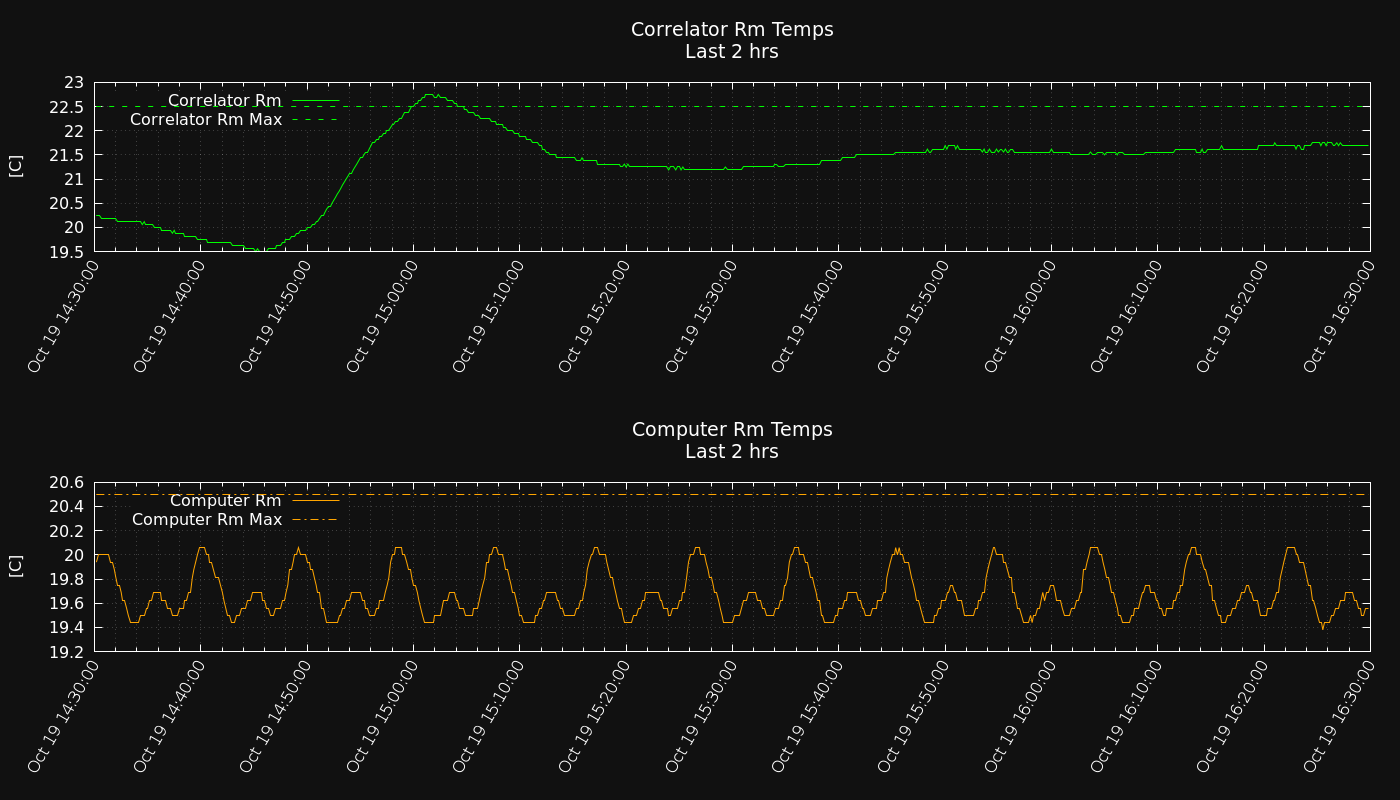 Correlator Rm Temps
Last 2 hrs
23
22.5
22
21.5
21
20.5
20
19.5
[C]
Correlator Rm
Correlator Rm Max
Oct 19 14:30:00
Oct 19 14:40:00
Oct 19 14:50:00
Oct 19 15:00:00
Oct 19 15:10:00
Oct 19 15:20:00
Oct 19 15:30:00
Oct 19 15:40:00
Oct 19 15:50:00
Oct 19 16:00:00
Oct 19 16:10:00
Oct 19 16:20:00
Oct 19 16:30:00
Computer Rm Temps
Last 2 hrs
20.6
20.4
20.2
20
19.8
19.6
19.4
19.2
[C]
Computer Rm
Computer Rm Max
Oct 19 14:30:00
Oct 19 14:40:00
Oct 19 14:50:00
Oct 19 15:00:00
Oct 19 15:10:00
Oct 19 15:20:00
Oct 19 15:30:00
Oct 19 15:40:00
Oct 19 15:50:00
Oct 19 16:00:00
Oct 19 16:10:00
Oct 19 16:20:00
Oct 19 16:30:00